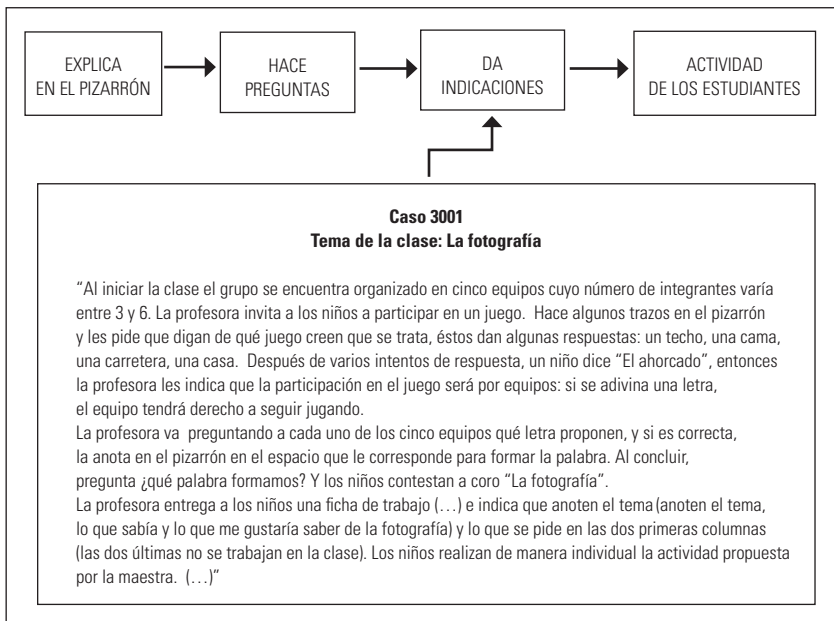 EXPLICA
EN EL PIZARRÓN
HACE
PREGUNTAS
DA
INDICACIONES
ACTIVIDAD
DE LOS ESTUDIANTES
Caso 3001
Tema de la clase: La fotografía
“Al iniciar la clase el grupo se encuentra organizado en cinco equipos cuyo número de integrantes varía
entre 3 y 6. La profesora invita a los niños a participar en un juego. Hace algunos trazos en el pizarrón
y les pide que digan de qué juego creen que se trata, éstos dan algunas respuestas: un techo, una cama,
una carretera, una casa. Después de varios intentos de respuesta, un niño dice “El ahorcado”, entonces
la profesora les indica que la participación en el juego será por equipos: si se adivina una letra,
el equipo tendrá derecho a seguir jugando.
La profesora va preguntando a cada uno de los cinco equipos qué letra proponen, y si es correcta,
la anota en el pizarrón en el espacio que le corresponde para formar la palabra. Al concluir,
pregunta ¿qué palabra formamos? Y los niños contestan a coro “La fotografía”.
La profesora entrega a los niños una ficha de trabajo (…) e indica que anoten el tema (anoten el tema,
lo que sabía y lo que me gustaría saber de la fotografía) y lo que se pide en las dos primeras columnas
(las dos últimas no se trabajan en la clase). Los niños realizan de manera individual la actividad propuesta
por la maestra. (…)”